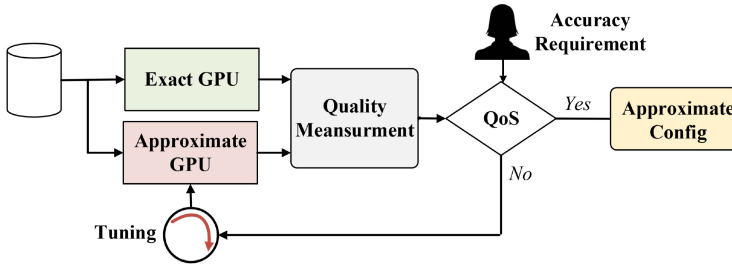 Accuracy
Requirement
Exact GPU
Quality
Meansurment
QoS
Yes
Approximate
Config
Approximate
GPU
No
Tuning